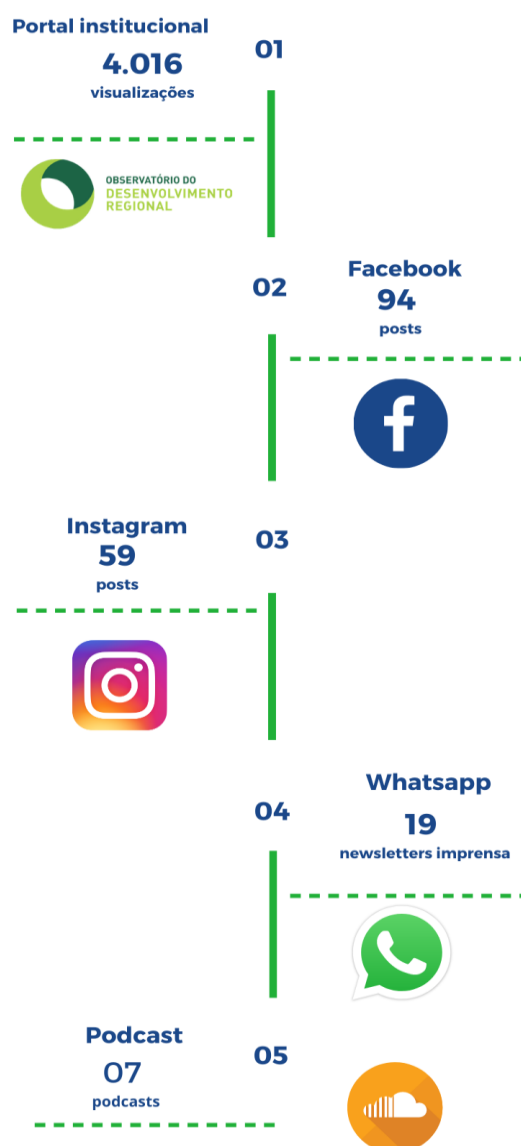 Portal institucional
01
4.016
visualizações
OBSERVATÓRIO DO
DESENVOLVIMENTO
REGIONAL
02
Facebook
94
posts
Instagram
03
59
posts
Whatsapp
04
19
newsletters imprensa
Podcast
05
07
podcasts